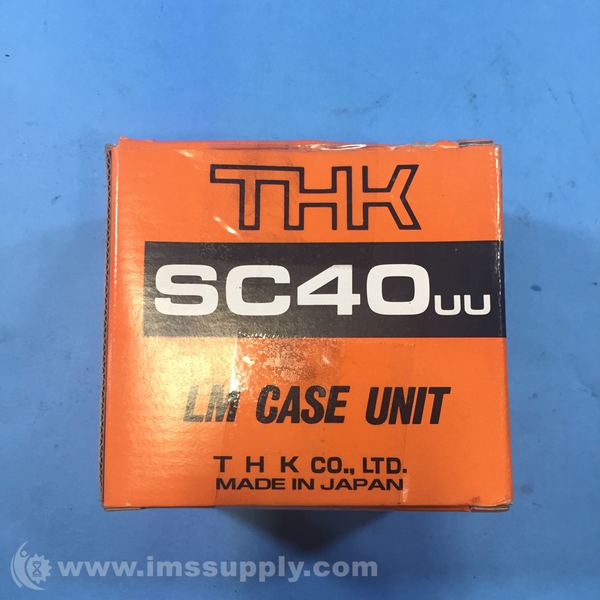 THK
SC40UU
LM CASE UNIT
T H K CO., LTD.
MADE IN JAPAN
www.imssupply.com